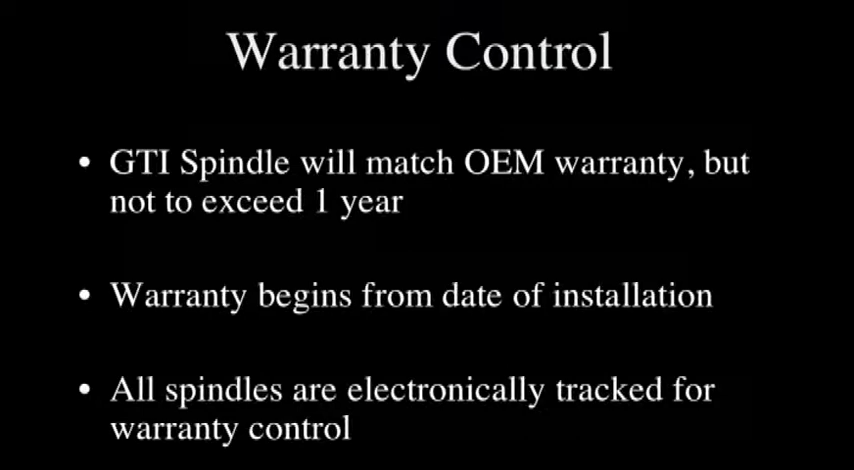 Warranty Control
• GTI Spindle will match OEM warranty, but
not to exceed 1 year
• Warranty begins from date of installation
• All spindles are electronically tracked for
warranty control